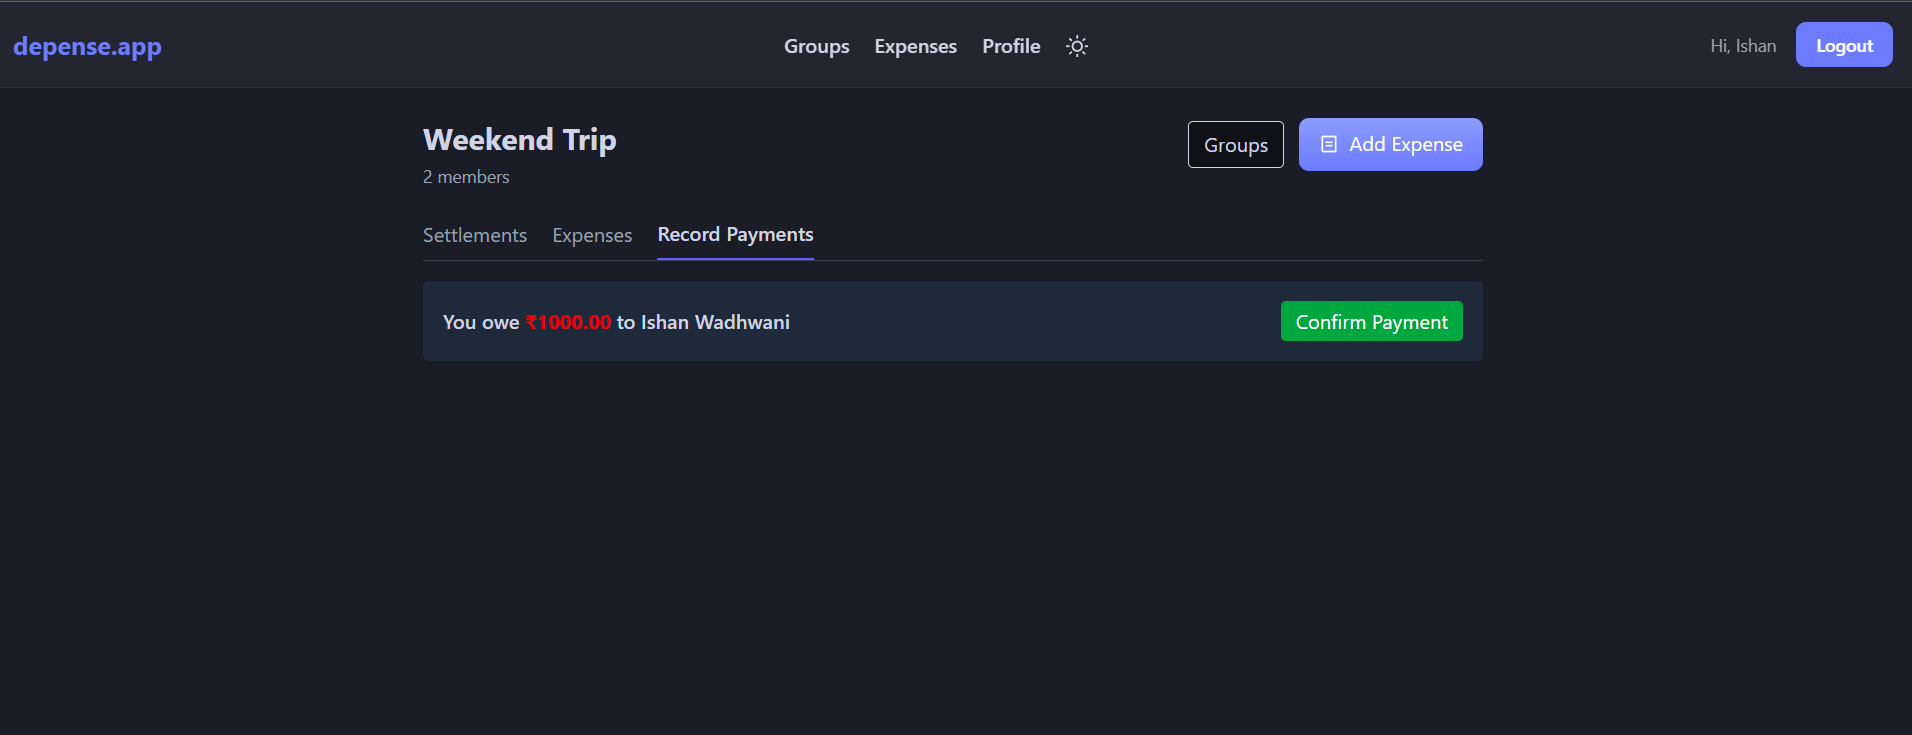 depense.app
Groups Expenses Profile
Hi, Ishan
Logout
Weekend Trip
2 members
Groups
Add Expense
Settlements Expenses Record Payments
You owe ₹1000.00 to Ishan Wadhwani
Confirm Payment